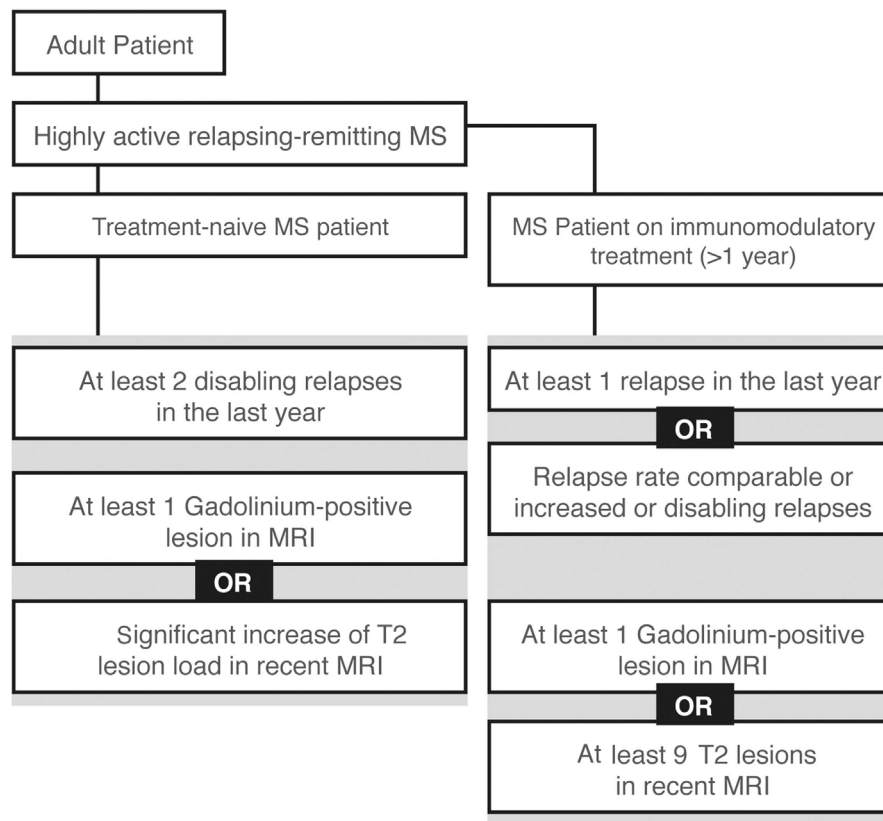 Adult Patient
Highly active relapsing-remitting MS
Treatment-naive MS patient
At least 2 disabling relapses
in the last year
At least 1 Gadolinium-positive
lesion in MRI
OR
Significant increase of T2
lesion load in recent MRI
MS Patient on immunomodulatory
treatment (>1 year)
At least 1 relapse in the last year
OR
Relapse rate comparable or
increased or disabling relapses
At least 1 Gadolinium-positive
lesion in MRI
OR
At least 9 T2 lesions
in recent MRI